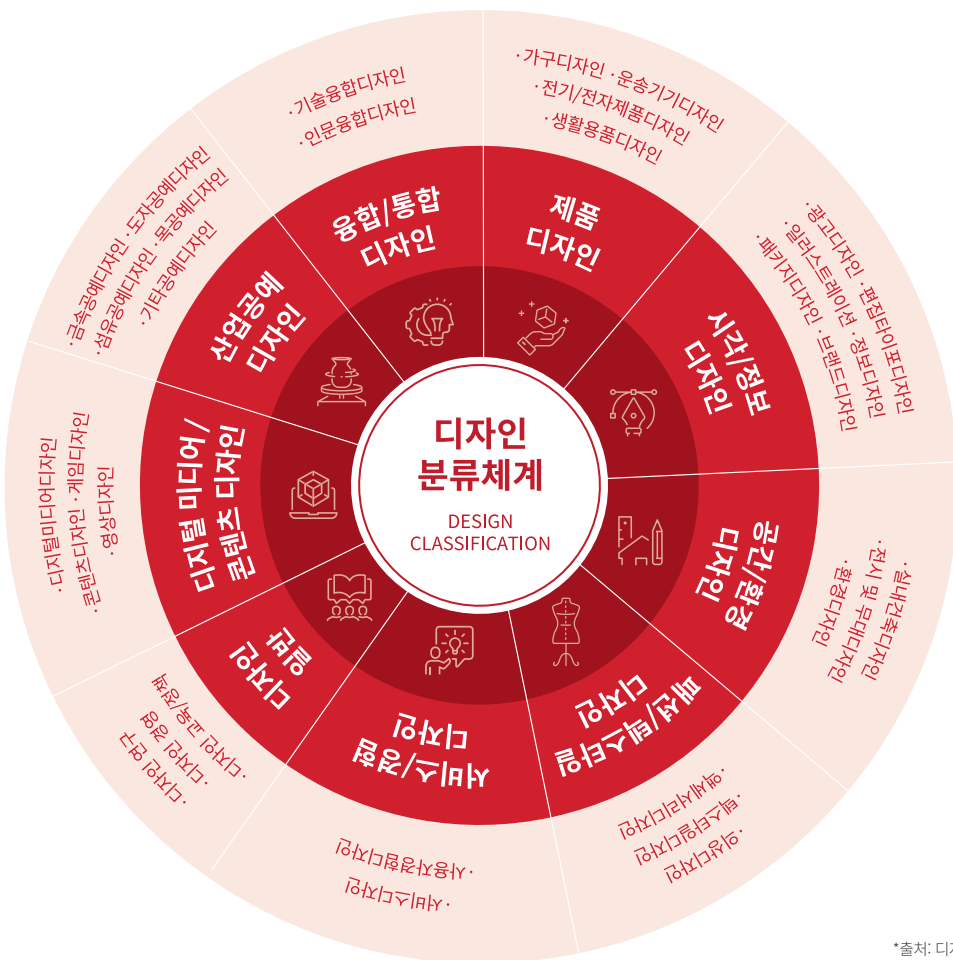 디자인
분류체계
DESIGN
CLASSIFICATION
제품
디자인
·가구디자인 ·운송기기디자인
·전기/전자제품디자인
·생활용품디자인
시각/정보
디자인
·광고디자인 ·편집타이포디자인
·일러스트레이션 ·정보디자인
·패키지디자인 ·브랜드디자인
공간/환경
디자인
·실내건축디자인
·전시 및 무대디자인
·환경디자인
패션/텍스타일
디자인
·의상디자인
·텍스타일디자인
·액세서리디자인
서비스/경험
디자인
·서비스디자인
·사용자경험디자인
디자인
일반
·디자인 연구
·디자인 경영
·디자인 교육/정책
디지털 미디어/
콘텐츠 디자인
·디지털미디어디자인
·콘텐츠디자인 ·게임디자인
·영상디자인
산업공예
디자인
·금속공예디자인 ·도자공예디자인
·섬유공예디자인 ·목공예디자인
·기타공예디자인
융합/통합
디자인
·기술융합디자인
·인문융합디자인
*출처: 디